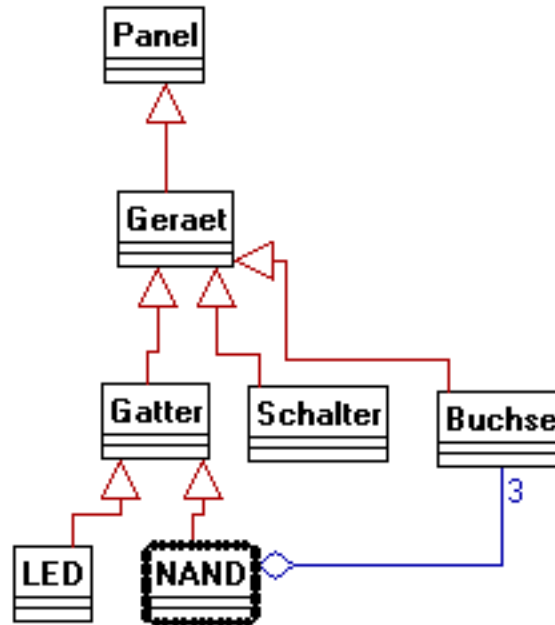 Panel
Geraet
Gatter
Schalter
Buchse
3
LED
NAND